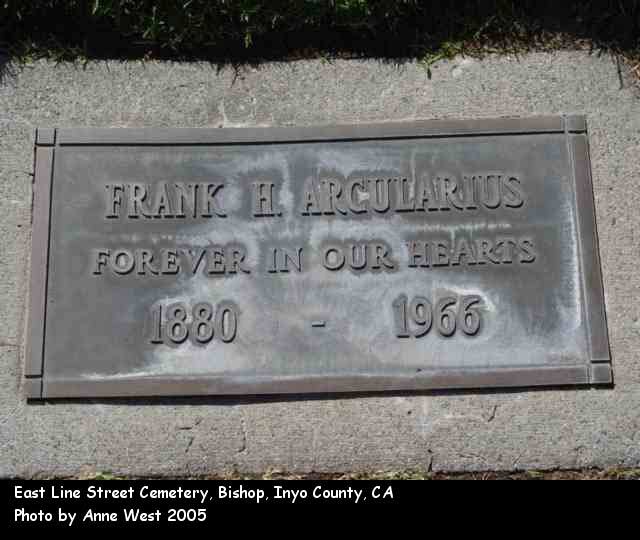 FRANK H. ARCULARIUS
FOREVER IN OUR HEARTS
1880 - 1966
East Line Street Cemetery, Bishop, Inyo County, CA
Photo by Anne West 2005